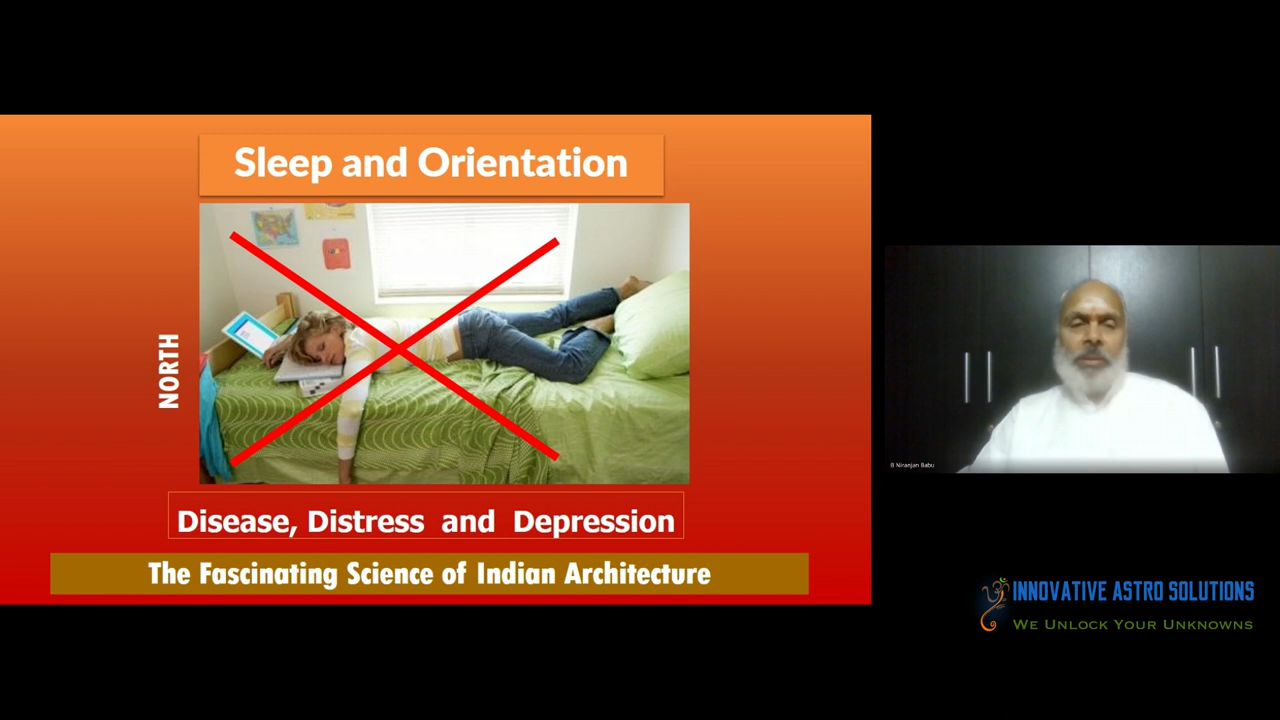 Sleep and Orientation
NORTH
Disease, Distress and Depression
The Fascinating Science of Indian Architecture
B Niranjan Babu
INNOVATIVE ASTRO SOLUTIONS
WE UNLOCK YOUR UNKNOWNS